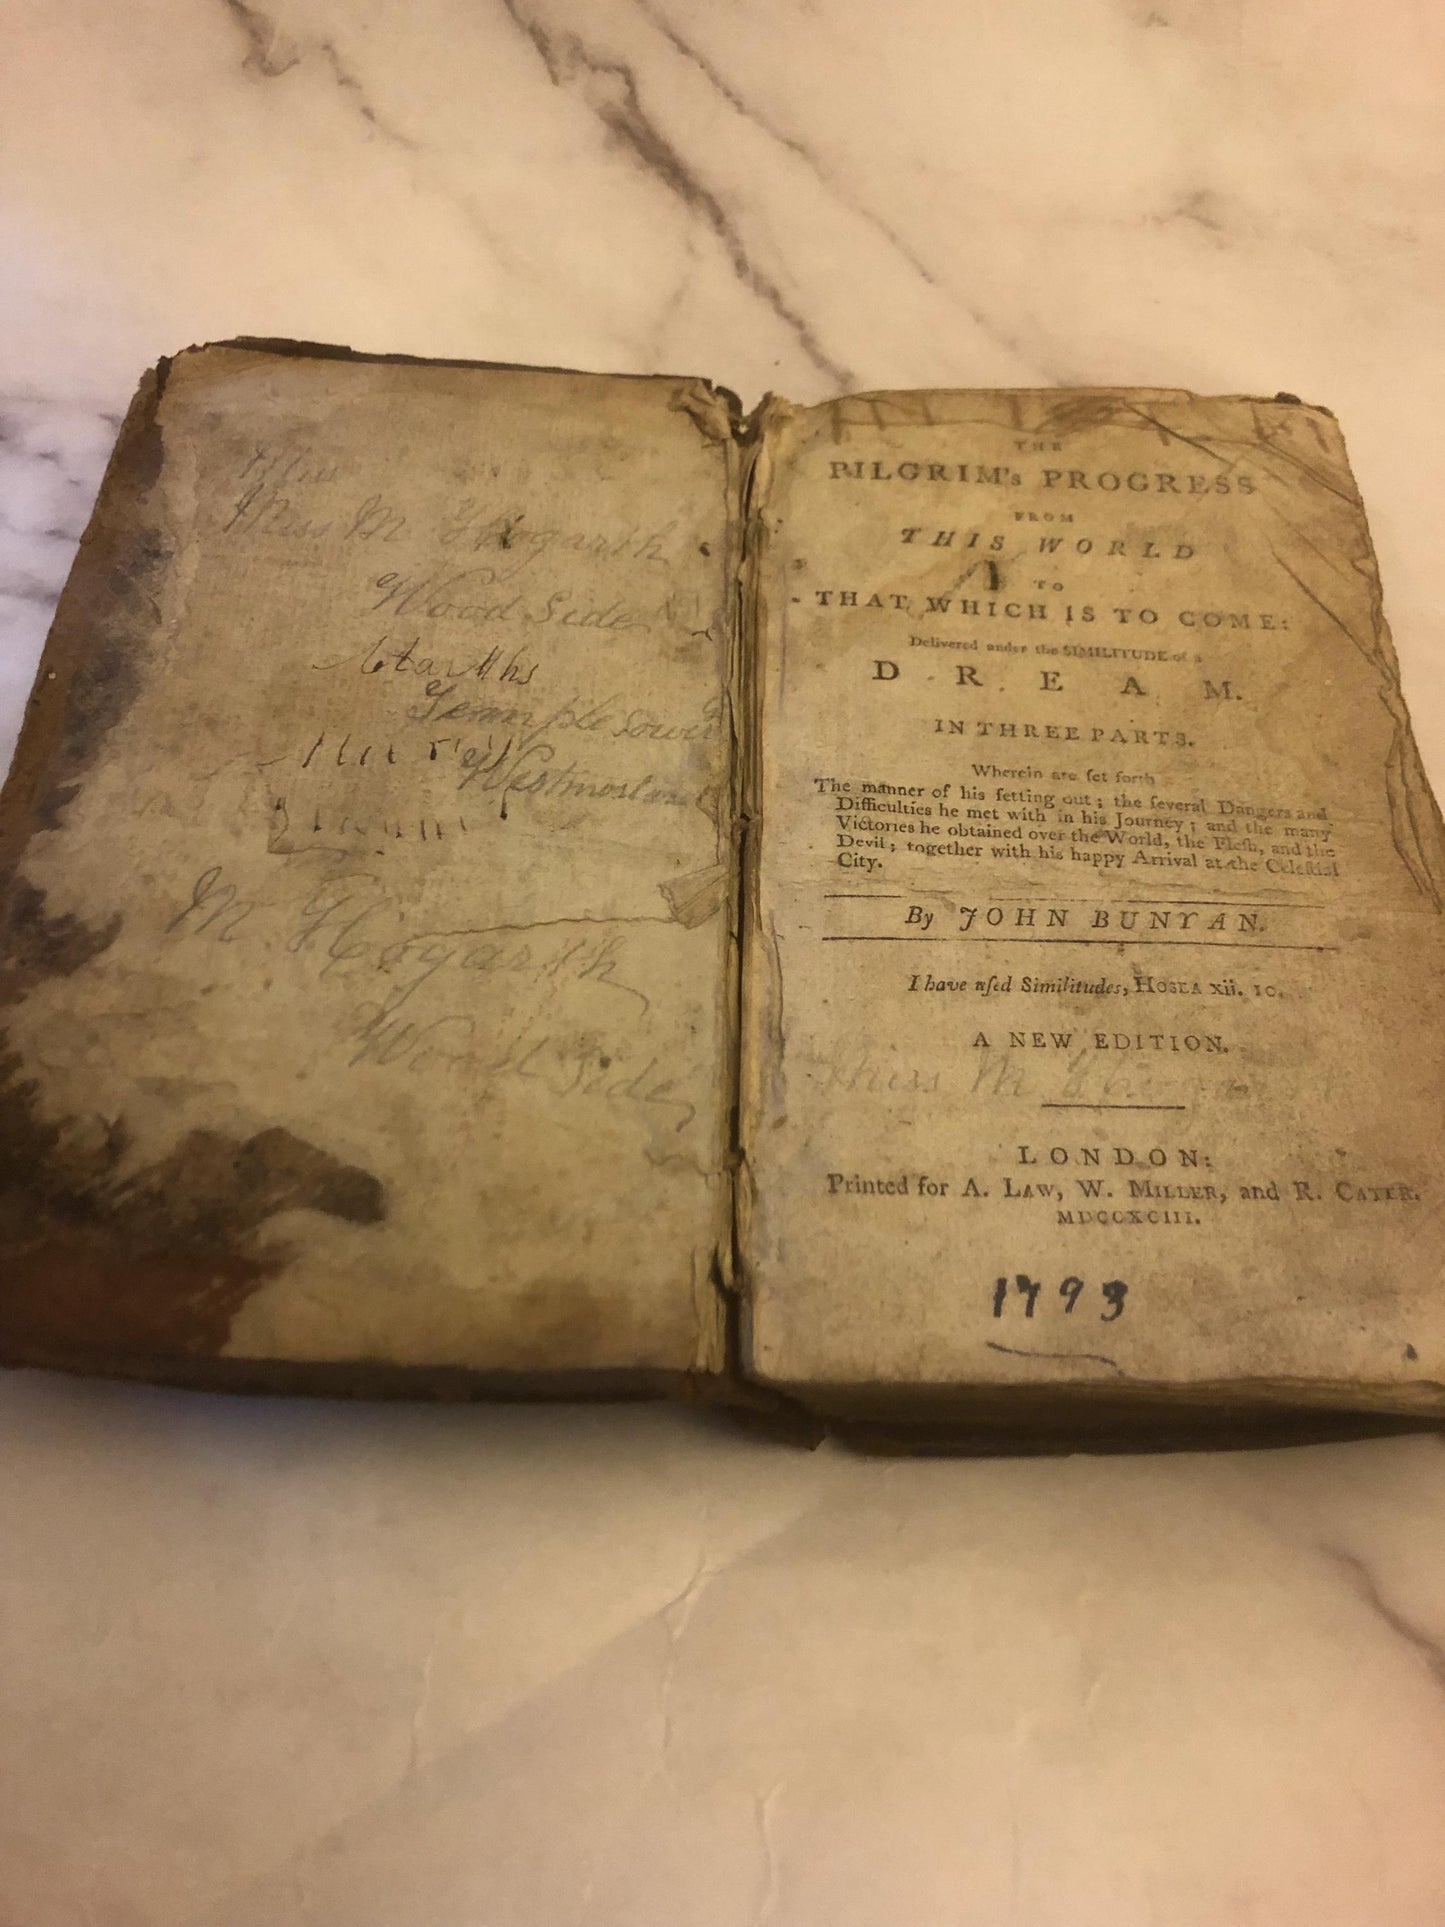 Miss
Miss M Hogarth
Wood Side
Temple Sowerby
Westmorland
M. Hogarth
Wood Side
THE
PILGRIM's PROGRESS
FROM
THIS WORLD
TO
THAT WHICH IS TO COME:
Delivered under the SIMILITUDE of a
DREAM.
IN THREE PARTS.
Wherein are ſet forth
The manner of his ſetting out; the ſeveral Dangers and
Difficulties he met with in his Journey; and the many
Victories he obtained over the World, the Fleſh, and the
Devil; together with his happy Arrival at the Celeſtial
City.
By JOHN BUNYAN.
I have uſed Similitudes, HOSEA xii. 10.
A NEW EDITION.
Miss M Hogarth
LONDON:
Printed for A. LAW, W. MILLER, and R. CATER.
MDCCXCIII.
1793